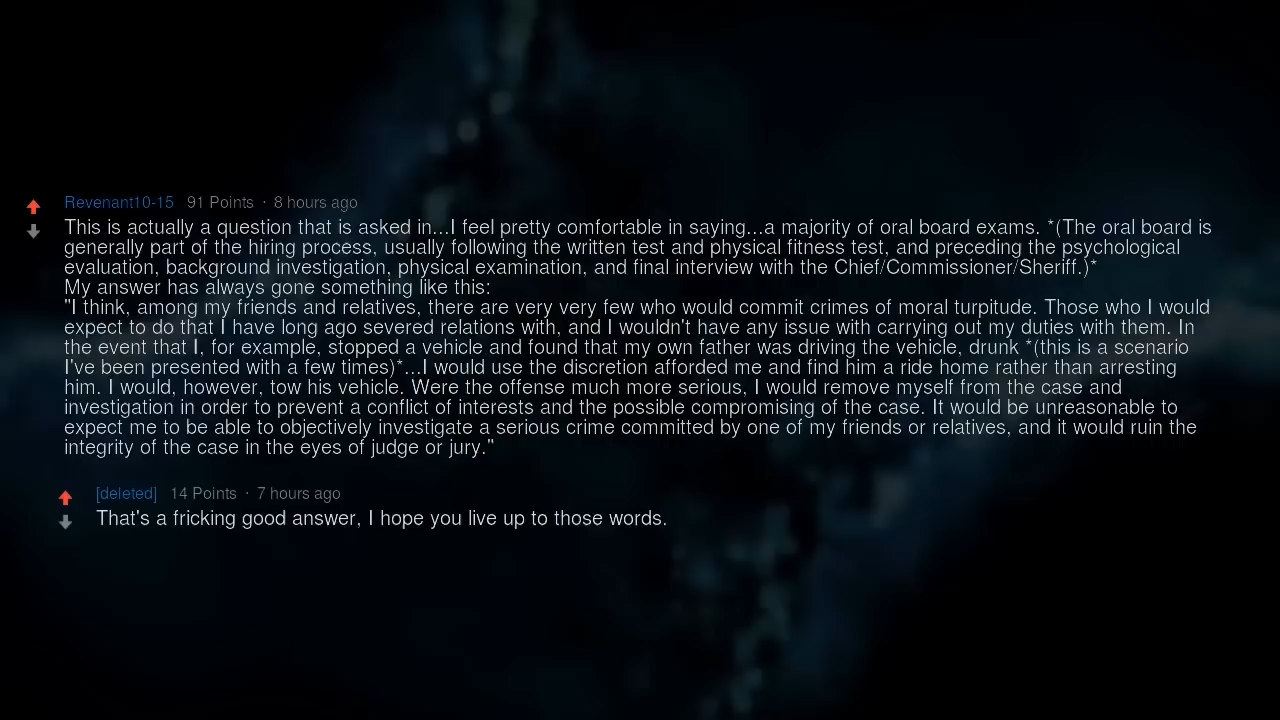 Revenant10-15 91 Points · 8 hours ago
This is actually a question that is asked in...I feel pretty comfortable in saying...a majority of oral board exams. *(The oral board is
generally part of the hiring process, usually following the written test and physical fitness test, and preceding the psychological
evaluation, background investigation, physical examination, and final interview with the Chief/Commissioner/Sheriff.)*
My answer has always gone something like this:
"I think, among my friends and relatives, there are very very few who would commit crimes of moral turpitude. Those who I would
expect to do that I have long ago severed relations with, and I wouldn't have any issue with carrying out my duties with them. In
the event that I, for example, stopped a vehicle and found that my own father was driving the vehicle, drunk *(this is a scenario
I've been presented with a few times)*...I would use the discretion afforded me and find him a ride home rather than arresting
him. I would, however, tow his vehicle. Were the offense much more serious, I would remove myself from the case and
investigation in order to prevent a conflict of interests and the possible compromising of the case. It would be unreasonable to
expect me to be able to objectively investigate a serious crime committed by one of my friends or relatives, and it would ruin the
integrity of the case in the eyes of judge or jury."
[deleted] 14 Points · 7 hours ago
That's a fricking good answer, I hope you live up to those words.